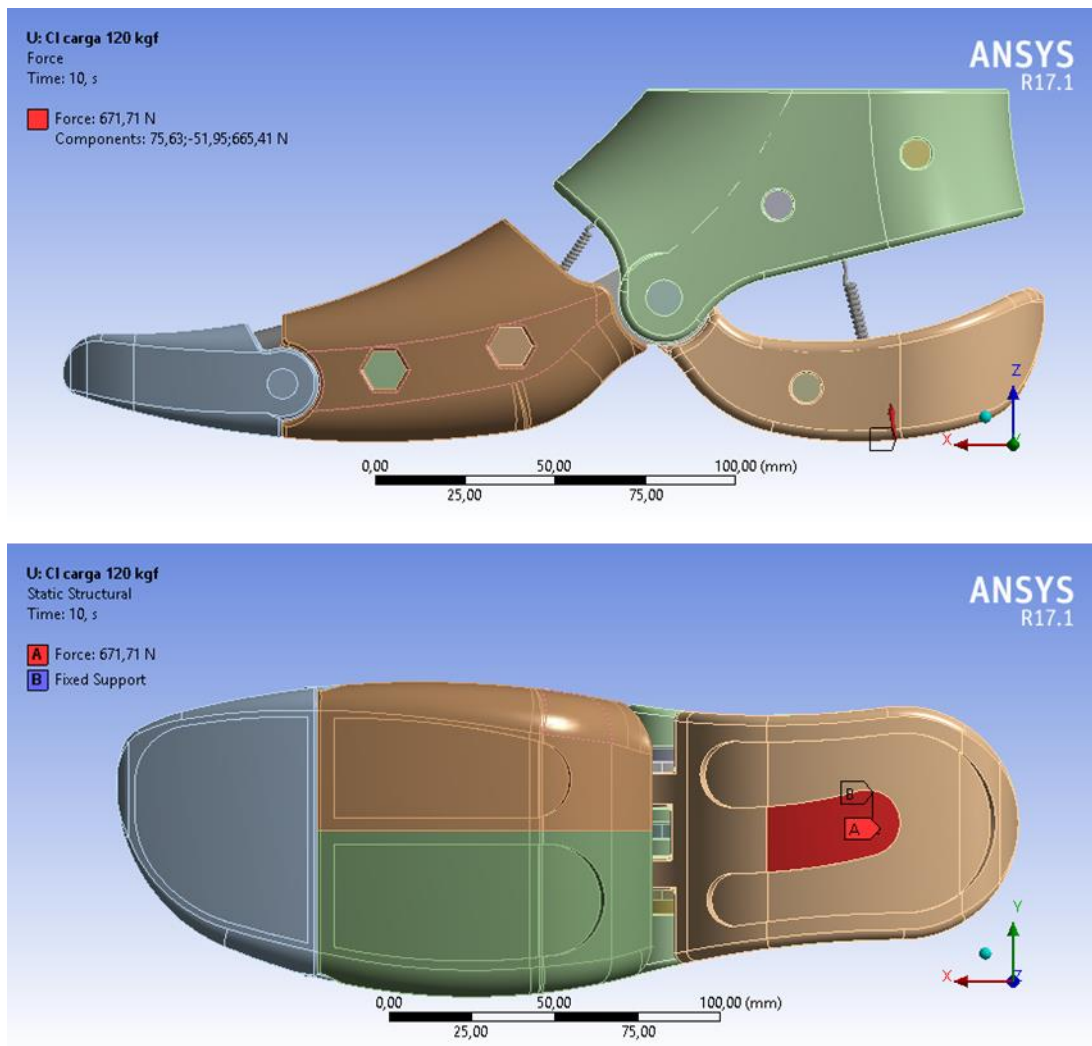 U: CI carga 120 kgf
Force
Time: 10, s
Force: 671,71 N
Components: 75,63;-51,95;665,41 N
ANSYS
R17.1
Z
X
Y
0,00 50,00 100,00 (mm)
25,00 75,00
U: CI carga 120 kgf
Static Structural
Time: 10, s
A Force: 671,71 N
B Fixed Support
ANSYS
R17.1
B
A
Y
X
Z
0,00 50,00 100,00 (mm)
25,00 75,00